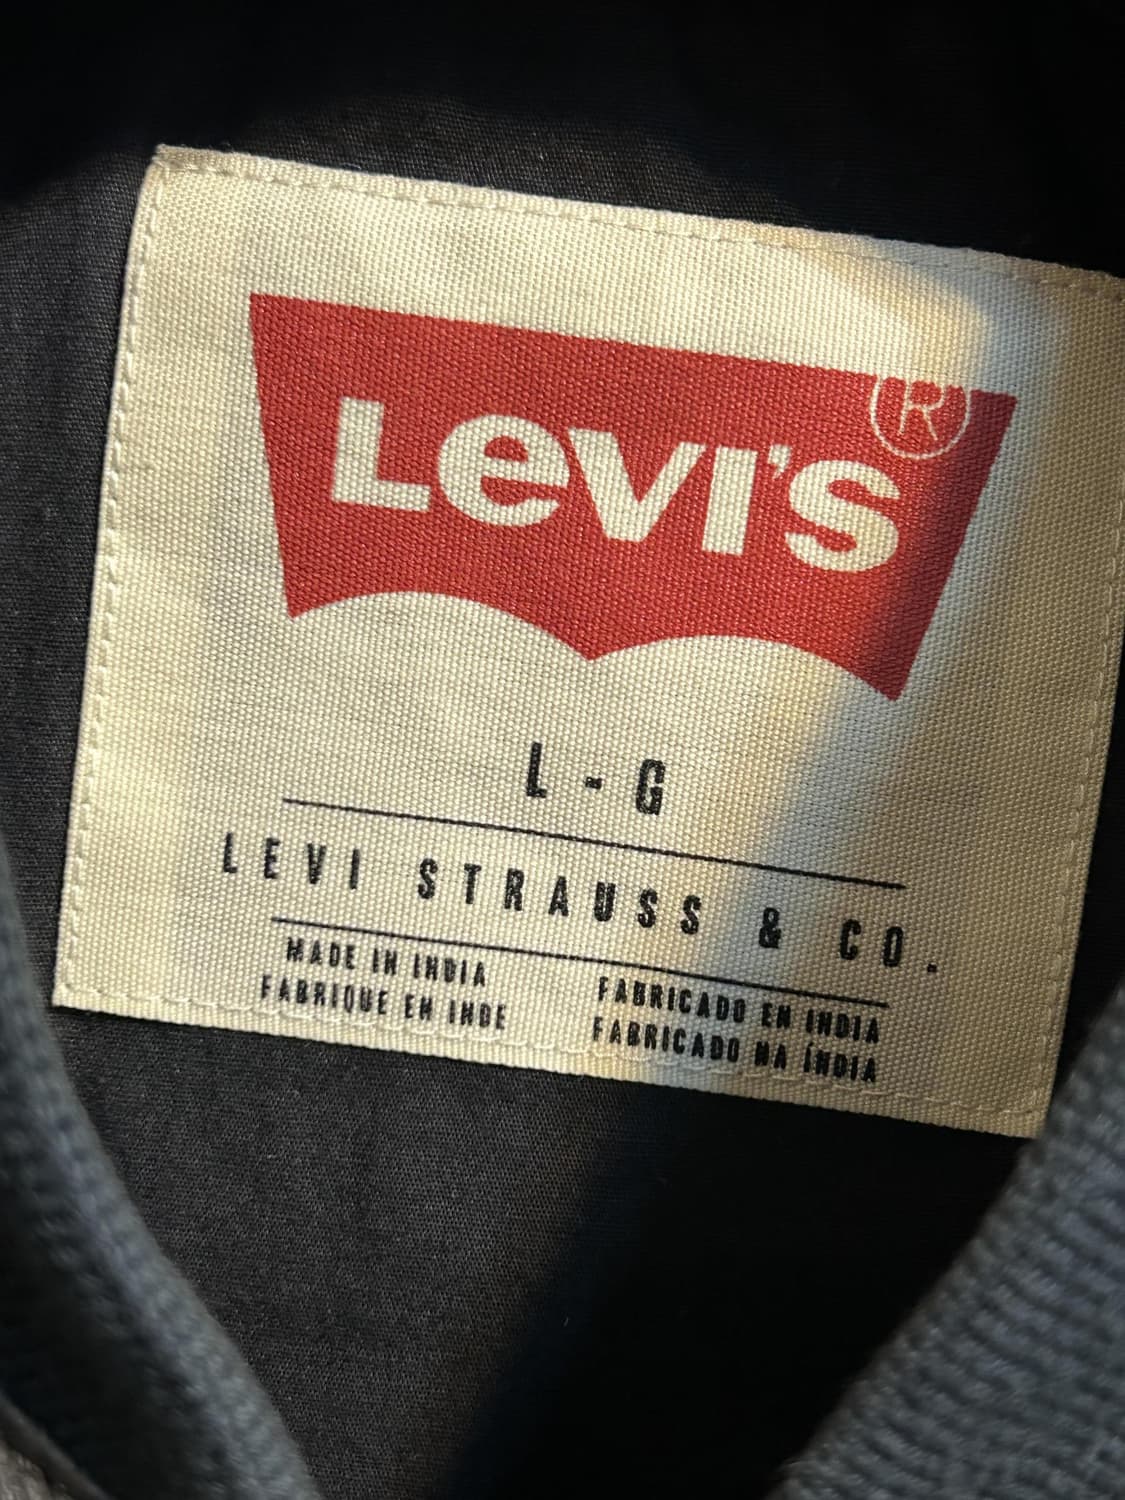 Levi's®
L - G
LEVI STRAUSS & CO.
MADE IN INDIA
FABRIQUE EN INDE
FABRICADO EN INDIA
FABRICADO NA ÍNDIA